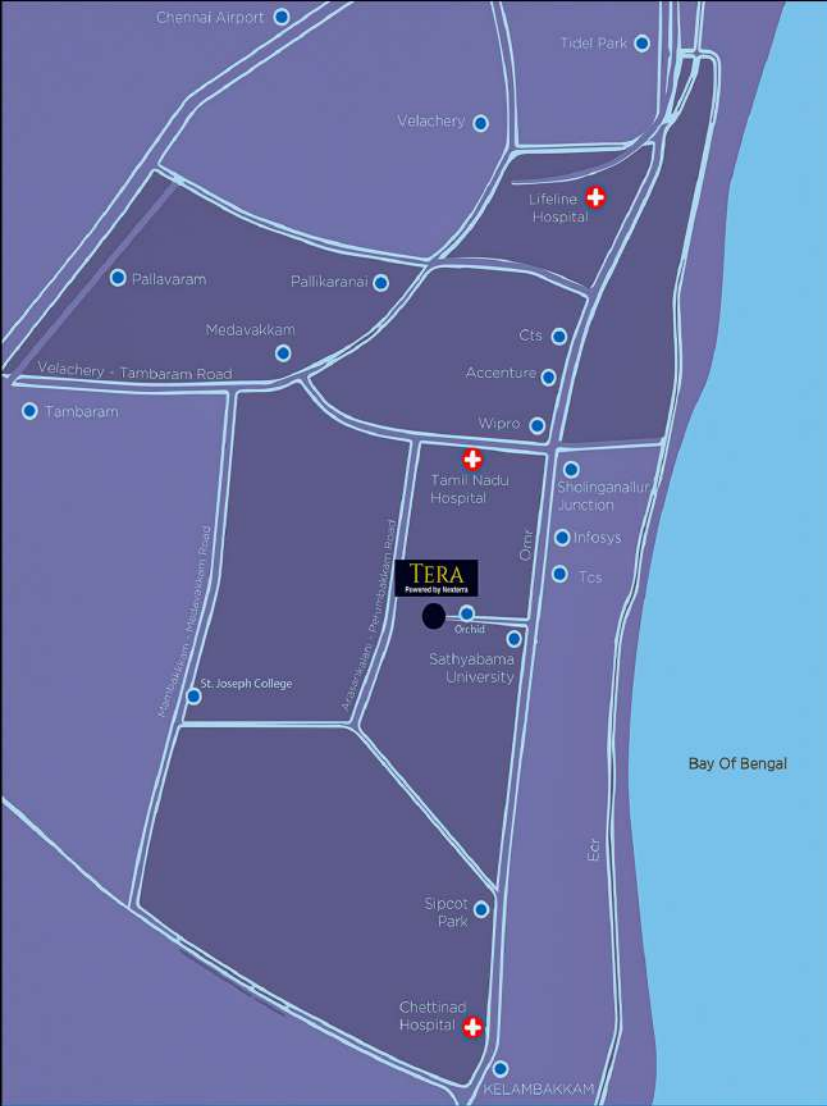 Chennai Airport
Tidel Park
Velachery
Lifeline
Hospital
Pallavaram
Pallikaranai
Medavakkam
Cts
Velachery - Tambaram Road
Accenture
Tambaram
Wipro
Tamil Nadu
Hospital
Sholinganallur
Junction
Omr
Infosys
Tcs
TERA
Powered by Nexterra
Orchid
Sathyabama
University
Mambakkkam - Medavakkam Road
Arasankalani - Perumbakkam Road
St. Joseph College
Bay Of Bengal
Ecr
Sipcot
Park
Chettinad
Hospital
KELAMBAKKAM